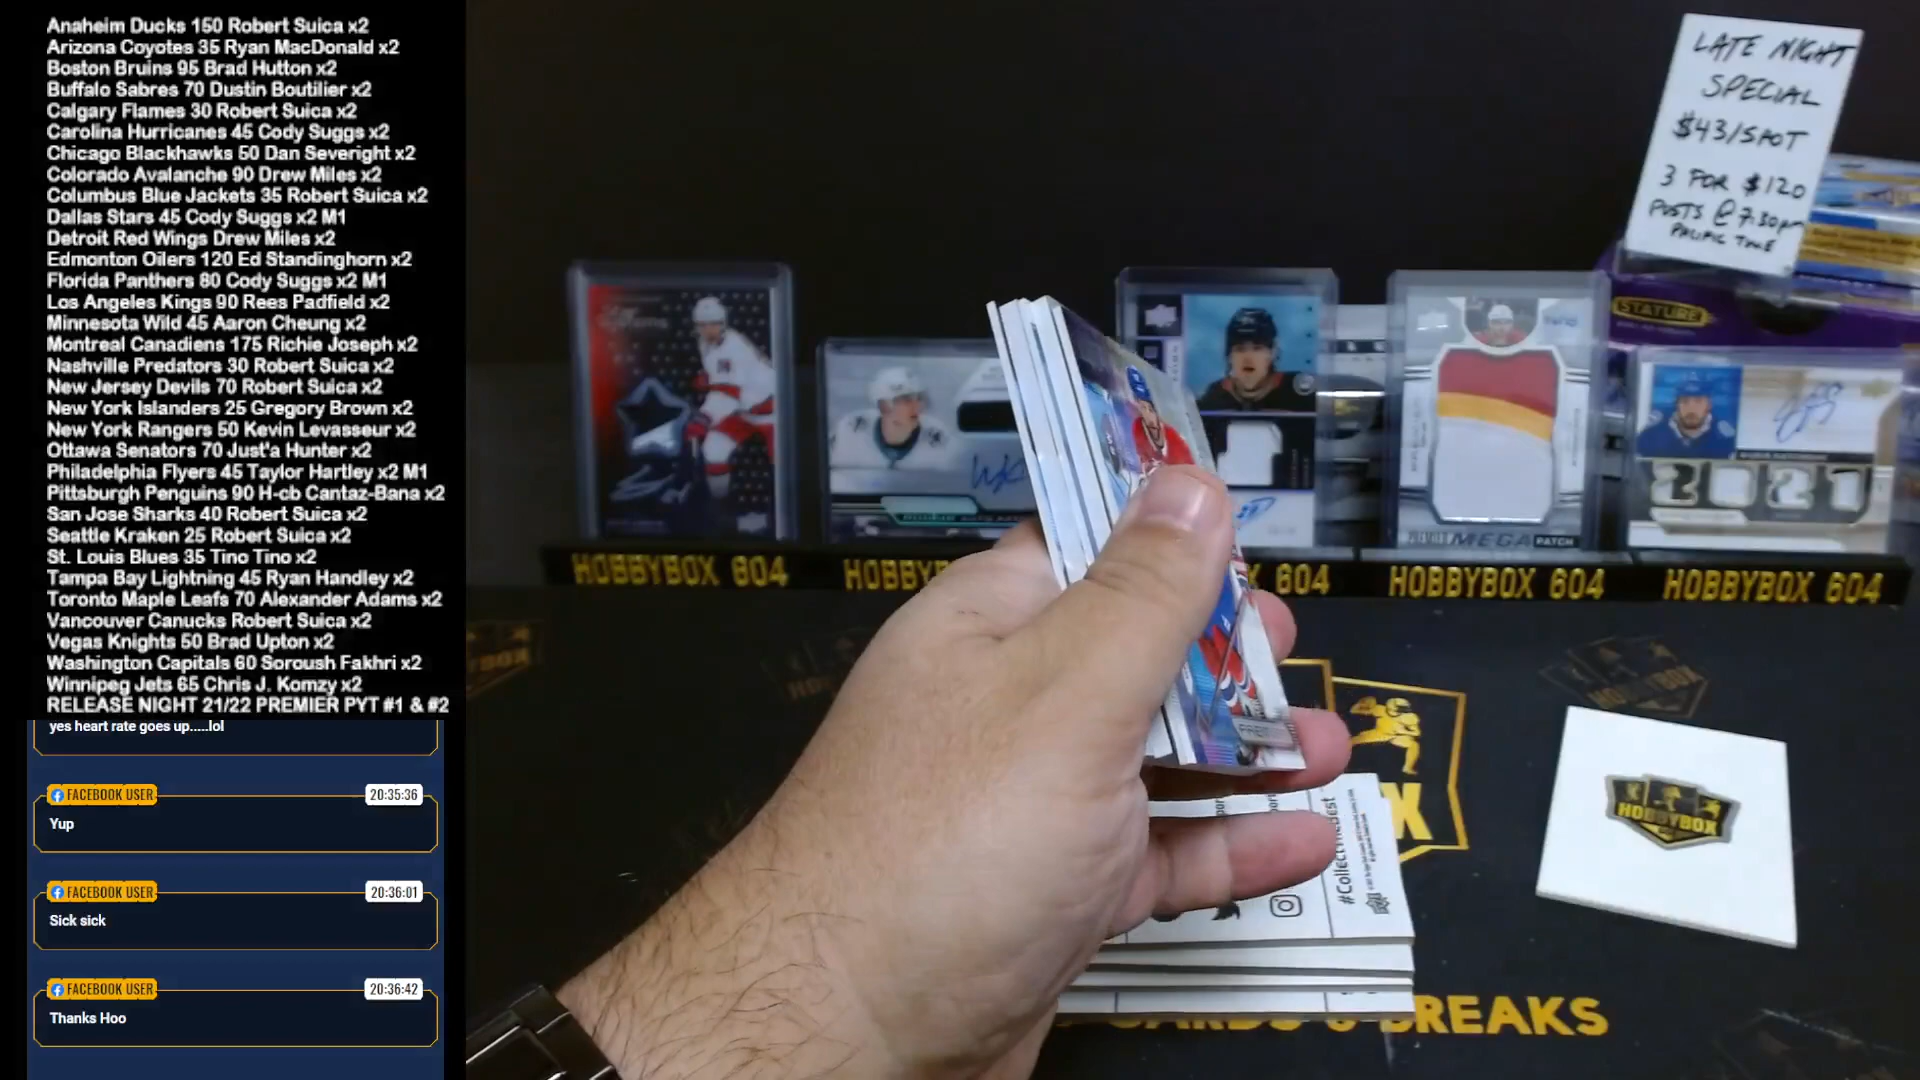 Anaheim Ducks 150 Robert Suica x2
Arizona Coyotes 35 Ryan MacDonald x2
Boston Bruins 95 Brad Hutton x2
Buffalo Sabres 70 Dustin Boutilier x2
Calgary Flames 30 Robert Suica x2
Carolina Hurricanes 45 Cody Suggs x2
Chicago Blackhawks 50 Dan Severight x2
Colorado Avalanche 90 Drew Miles x2
Columbus Blue Jackets 35 Robert Suica x2
Dallas Stars 45 Cody Suggs x2 M1
Detroit Red Wings Drew Miles x2
Edmonton Oilers 120 Ed Standinghorn x2
Florida Panthers 80 Cody Suggs x2 M1
Los Angeles Kings 90 Rees Padfield x2
Minnesota Wild 45 Aaron Cheung x2
Montreal Canadiens 175 Richie Joseph x2
Nashville Predators 30 Robert Suica x2
New Jersey Devils 70 Robert Suica x2
New York Islanders 25 Gregory Brown x2
New York Rangers 50 Kevin Levasseur x2
Ottawa Senators 70 Just'a Hunter x2
Philadelphia Flyers 45 Taylor Hartley x2 M1
Pittsburgh Penguins 90 H-cb Cantaz-Bana x2
San Jose Sharks 40 Robert Suica x2
Seattle Kraken 25 Robert Suica x2
St. Louis Blues 35 Tino Tino x2
Tampa Bay Lightning 45 Ryan Handley x2
Toronto Maple Leafs 70 Alexander Adams x2
Vancouver Canucks Robert Suica x2
Vegas Knights 50 Brad Upton x2
Washington Capitals 60 Soroush Fakhri x2
Winnipeg Jets 65 Chris J. Komzy x2
RELEASE NIGHT 21/22 PREMIER PYT #1 & #2
yes heart rate goes up.....lol
FACEBOOK USER 20:35:36
Yup
FACEBOOK USER 20:36:01
Sick sick
FACEBOOK USER 20:36:42
Thanks Hoo
LATE NIGHT
SPECIAL
$43/SPOT
3 FOR $120
POSTS @ 7:30pm
PACIFIC TIME
STATURE
2021
MEGA PATCH
HOBBYBOX 604
HOBBYB
K 604
HOBBYBOX 604
HOBBYBOX 604
#CollectTheBest
HOBBYBOX
BREAKS